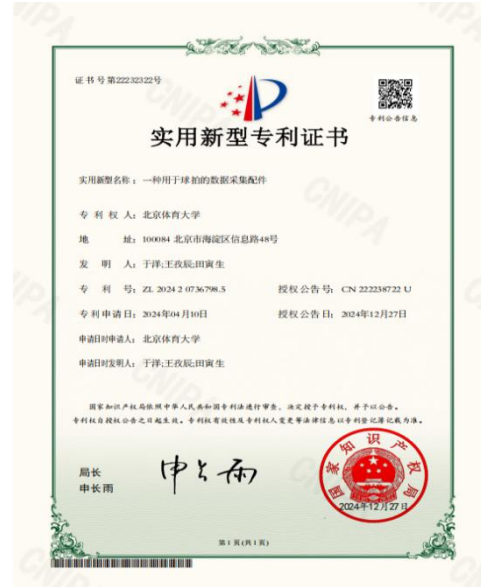 证书号第22232322号
专利公告信息
实用新型专利证书
实用新型名称：一种用于球拍的数据采集配件
专利权人：北京体育大学
地址：100084 北京市海淀区信息路48号
发明人：于洋;王孜辰;田寅生
专利号：ZL 2024 2 0736798.5 授权公告号：CN 222238722 U
专利申请日：2024年04月10日 授权公告日：2024年12月27日
申请日时申请人：北京体育大学
申请日时发明人：于洋;王孜辰;田寅生
国家知识产权局依照中华人民共和国专利法进行审查，决定授予专利权，并予以公告。
专利权自授权公告之日起生效。专利权有效性及专利权人变更等法律信息以专利登记簿记载为准。
局长
申长雨
申长雨
国家知识产权局
2024年12月27日
第1页(共1页)
CNIPA